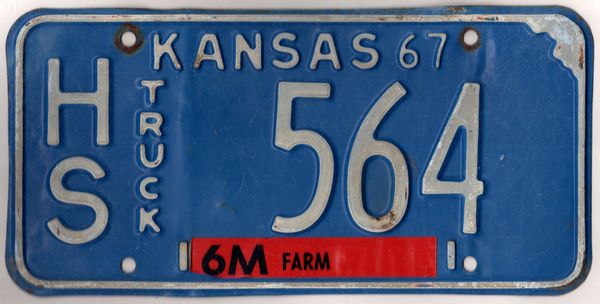 KANSAS 67
HS
TRUCK
564
6M FARM